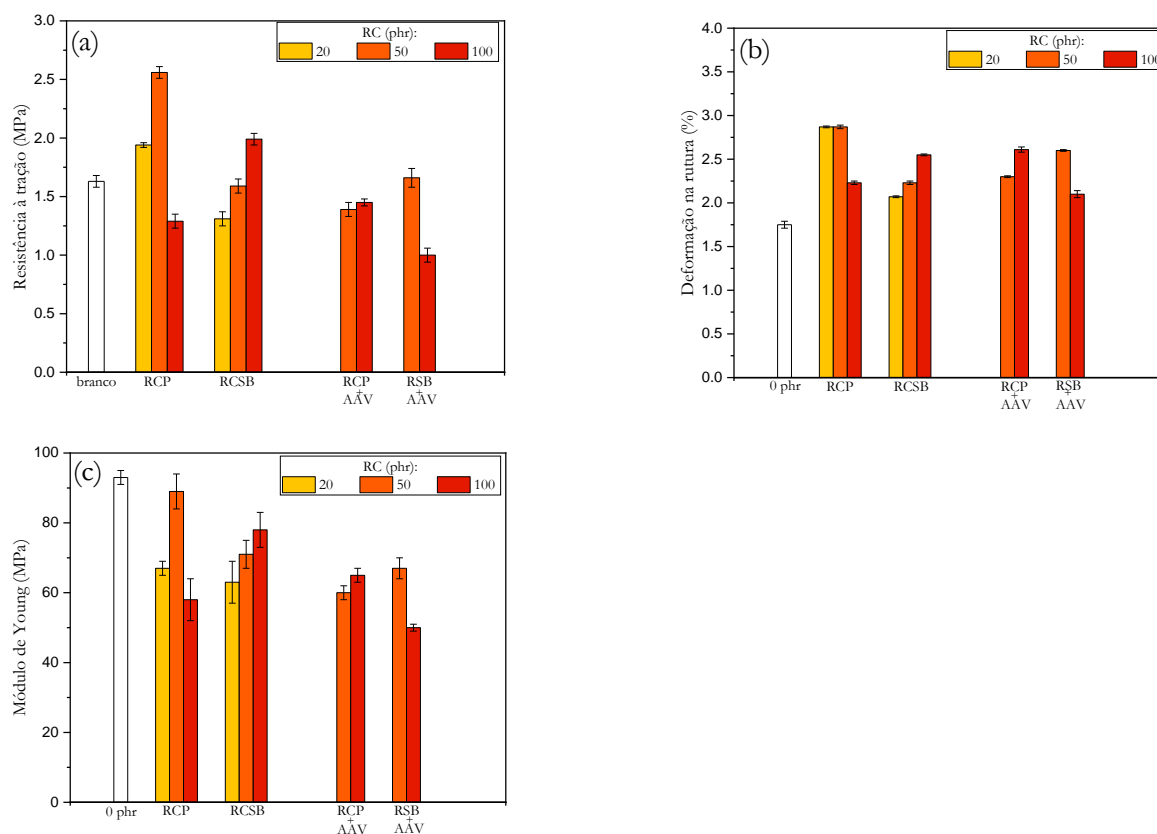 (a)
RC (phr):
20 50 100
Resistência à tração (MPa)
3.0
2.5
2.0
1.5
1.0
0.5
0.0
branco RCP RCSB RCP + AAV RSB + AAV
(b)
RC (phr):
20 50 100
Deformação na rutura (%)
4.0
3.5
3.0
2.5
2.0
1.5
1.0
0.5
0.0
0 phr RCP RCSB RCP + AAV RSB + AAV
(c)
RC (phr):
20 50 100
Módulo de Young (MPa)
100
80
60
40
20
0
0 phr RCP RCSB RCP + AAV RSB + AAV